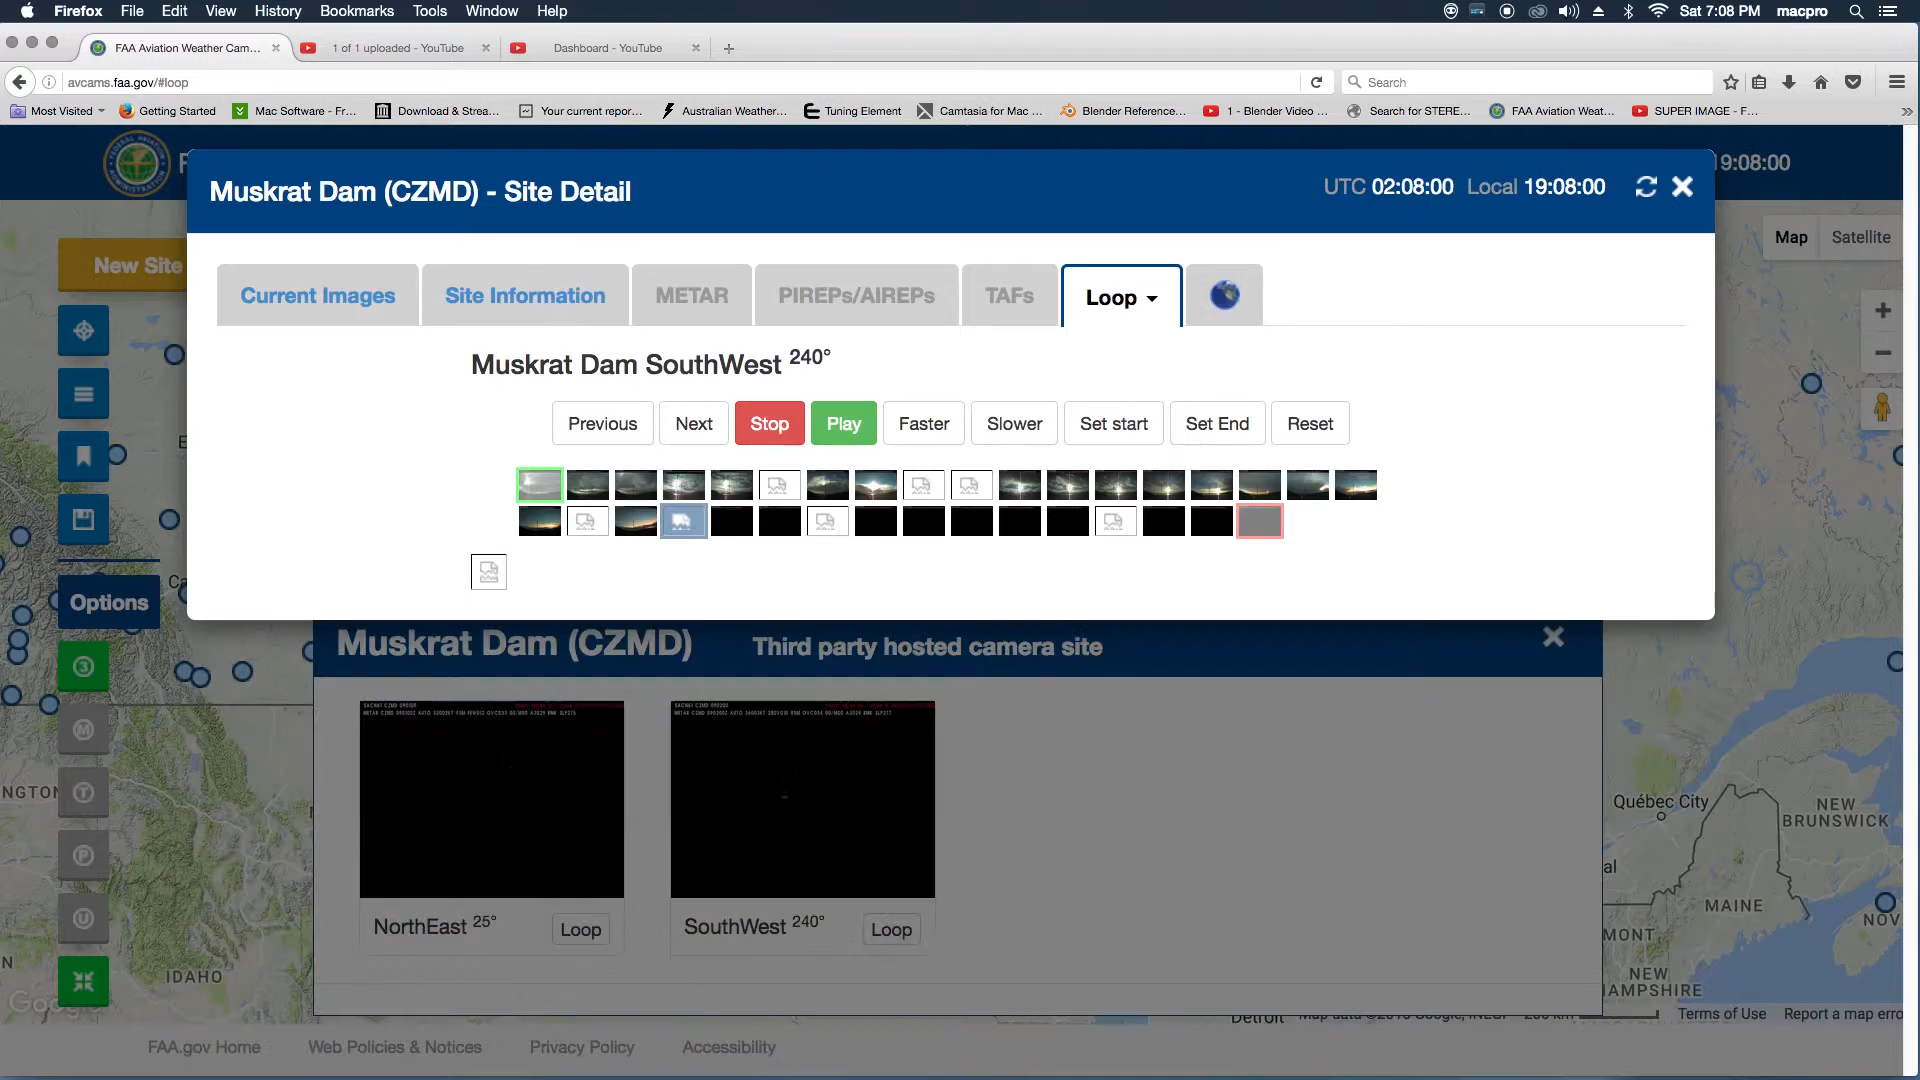 Firefox File Edit View History Bookmarks Tools Window Help Sat 7:08 PM macpro
FAA Aviation Weather Cam... 1 of 1 uploaded - YouTube Dashboard - YouTube
avcams.faa.gov/#loop Search
Most Visited Getting Started Mac Software - Fr... Download & Strea... Your current repor... Australian Weather... Tuning Element Camtasia for Mac ... Blender Reference... 1 - Blender Video ... Search for STERE... FAA Aviation Weat... SUPER IMAGE - F...
19:08:00
Muskrat Dam (CZMD) - Site Detail UTC 02:08:00 Local 19:08:00
New Site Map Satellite
Current Images Site Information METAR PIREPs/AIREPs TAFs Loop
Muskrat Dam SouthWest 240°
Previous Next Stop Play Faster Slower Set start Set End Reset
Options
Muskrat Dam (CZMD) Third party hosted camera site
3
M
T
P
U
NorthEast 25° Loop SouthWest 240° Loop
Québec City
NEW
BRUNSWICK
MAINE
NEW
IDAHO
Terms of Use Report a map erro
FAA.gov Home Web Policies & Notices Privacy Policy Accessibility